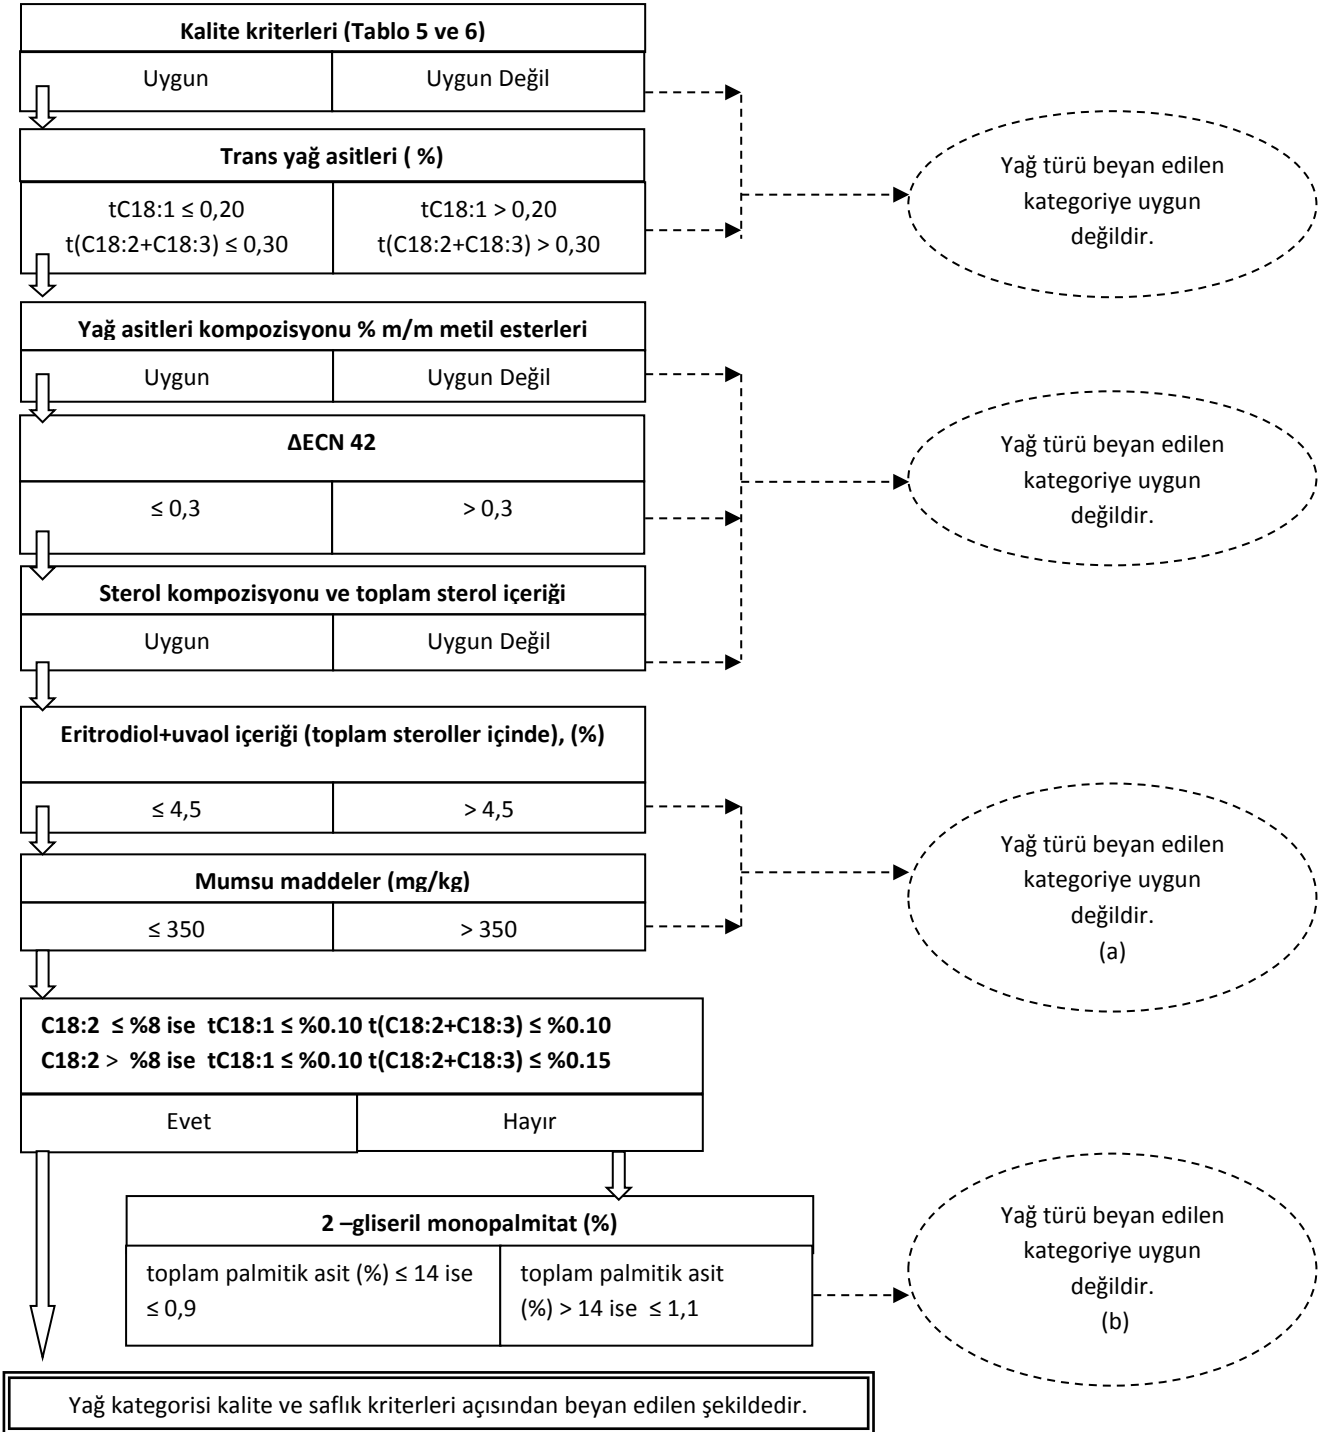 Kalite kriterleri (Tablo 5 ve 6)
Uygun
Uygun Değil
Trans yağ asitleri ( %)
tC18:1 ≤ 0,20
t(C18:2+C18:3) ≤ 0,30
tC18:1 > 0,20
t(C18:2+C18:3) > 0,30
Yağ türü beyan edilen
kategoriye uygun
değildir.
Yağ asitleri kompozisyonu % m/m metil esterleri
Uygun
Uygun Değil
ΔECN 42
≤ 0,3
> 0,3
Sterol kompozisyonu ve toplam sterol içeriği
Uygun
Uygun Değil
Yağ türü beyan edilen
kategoriye uygun
değildir.
Eritrodiol+uvaol içeriği (toplam steroller içinde), (%)
≤ 4,5
> 4,5
Mumsu maddeler (mg/kg)
≤ 350
> 350
Yağ türü beyan edilen
kategoriye uygun
değildir.
(a)
C18:2 ≤ %8 ise tC18:1 ≤ %0.10 t(C18:2+C18:3) ≤ %0.10
C18:2 > %8 ise tC18:1 ≤ %0.10 t(C18:2+C18:3) ≤ %0.15
Evet
Hayır
2 –gliseril monopalmitat (%)
toplam palmitik asit (%) ≤ 14 ise
≤ 0,9
toplam palmitik asit
(%) > 14 ise ≤ 1,1
Yağ türü beyan edilen
kategoriye uygun
değildir.
(b)
Yağ kategorisi kalite ve saflık kriterleri açısından beyan edilen şekildedir.